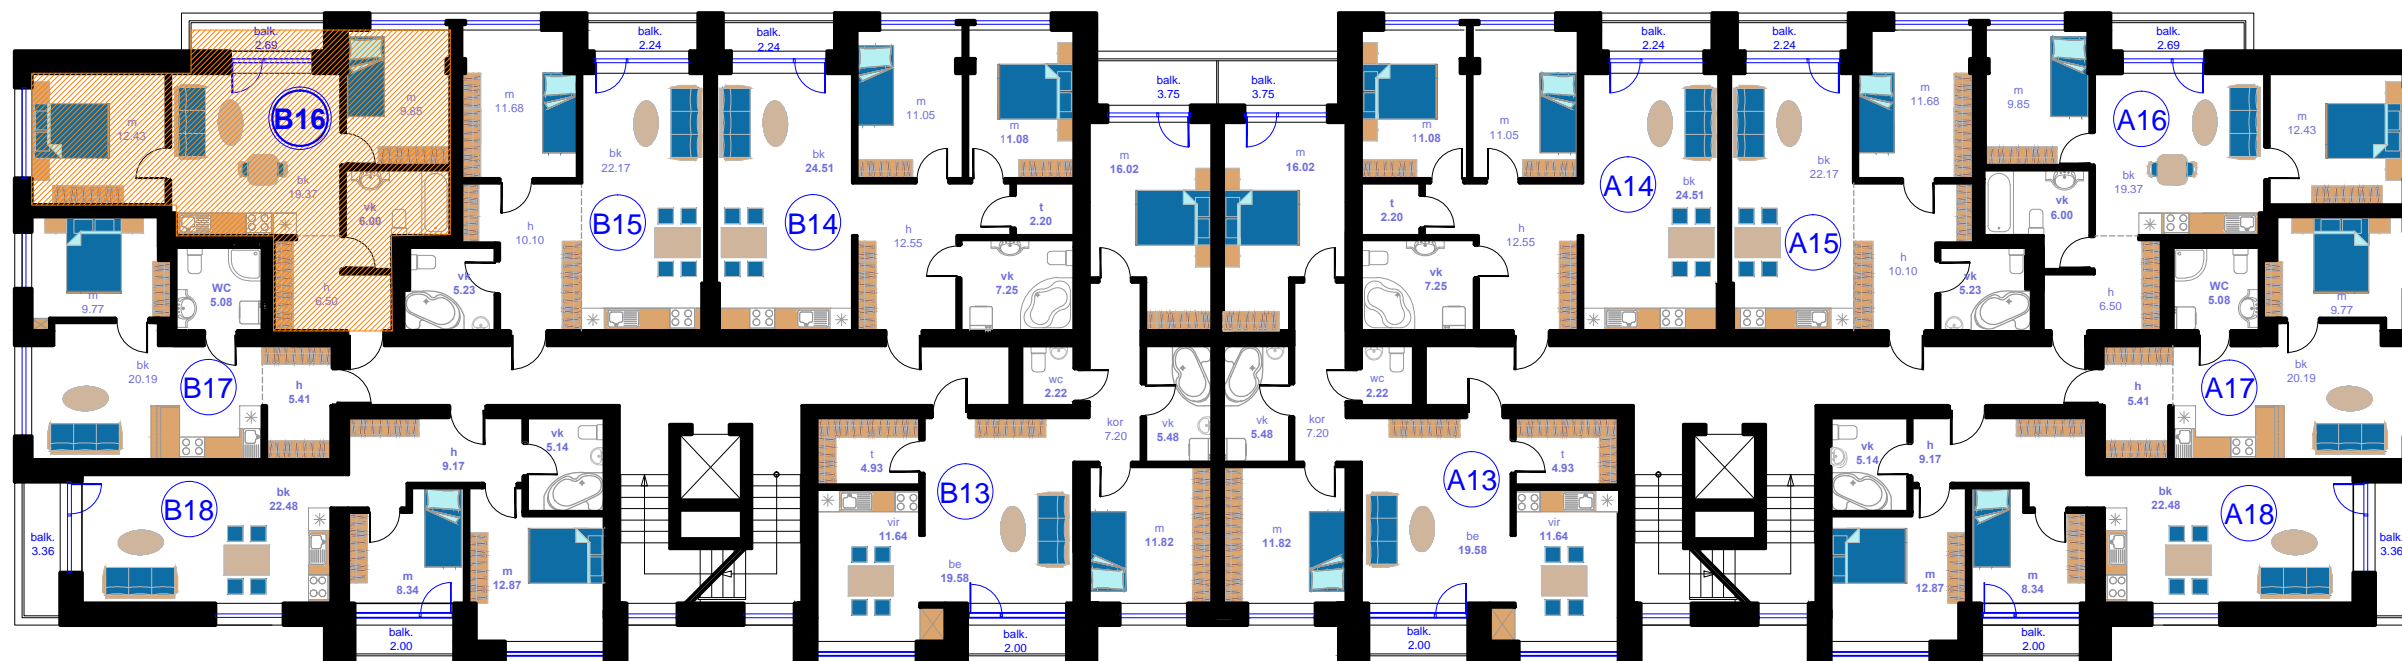 balk.
2.69
m
12.43
B16
m
9.85
bk
19.37
vk
6.00
h
6.50
m
11.68
balk.
2.24
bk
22.17
B15
h
10.10
vk
5.23
balk.
2.24
bk
24.51
B14
m
11.05
m
11.08
t
2.20
h
12.55
vk
7.25
balk.
3.75
m
16.02
balk.
3.75
m
16.02
m
11.08
m
11.05
t
2.20
h
12.55
vk
7.25
balk.
2.24
A14
bk
24.51
balk.
2.24
bk
22.17
A15
m
11.68
h
10.10
vk
5.23
m
9.85
balk.
2.69
A16
bk
19.37
m
12.43
vk
6.00
h
6.50
m
9.77
WC
5.08
bk
20.19
B17
h
5.41
wc
2.22
kor
7.20
vk
5.48
vk
5.48
kor
7.20
wc
2.22
WC
5.08
m
9.77
h
5.41
A17
bk
20.19
B18
bk
22.48
balk.
3.36
h
9.17
vk
5.14
m
8.34
m
12.87
balk.
2.00
t
4.93
B13
vir
11.64
be
19.58
balk.
2.00
m
11.82
m
11.82
A13
be
19.58
t
4.93
vir
11.64
balk.
2.00
vk
5.14
h
9.17
m
12.87
m
8.34
balk.
2.00
bk
22.48
A18
balk.
3.36